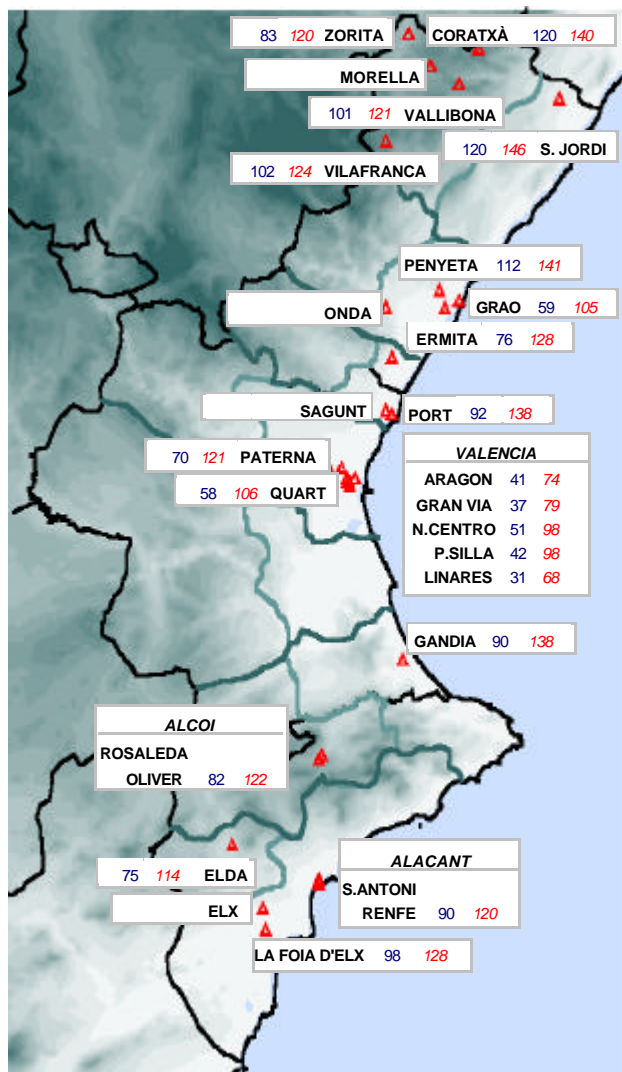 83 120 ZORITA
CORATXÀ 120 140
MORELLA
101 121 VALLIBONA
120 146 S. JORDI
102 124 VILAFRANCA
PENYETA 112 141
ONDA
GRAO 59 105
ERMITA 76 128
SAGUNT
PORT 92 138
70 121 PATERNA
58 106 QUART
VALENCIA
ARAGON 41 74
GRAN VIA 37 79
N.CENTRO 51 98
P.SILLA 42 98
LINARES 31 68
GANDIA 90 138
ALCOI
ROSALEDA
OLIVER 82 122
75 114 ELDA
ELX
ALACANT
S.ANTONI
RENFE 90 120
LA FOIA D'ELX 98 128